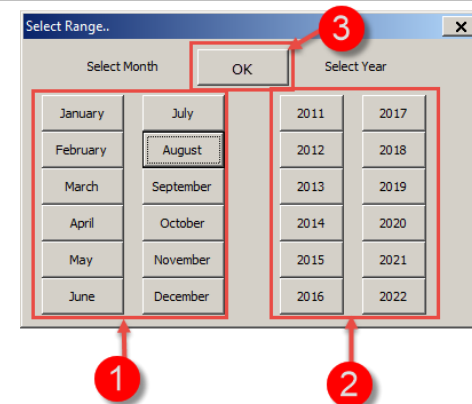 Select Range..
3
Select Month OK Select Year
January July 2011 2017
February August 2012 2018
March September 2013 2019
April October 2014 2020
May November 2015 2021
June December 2016 2022
1 2